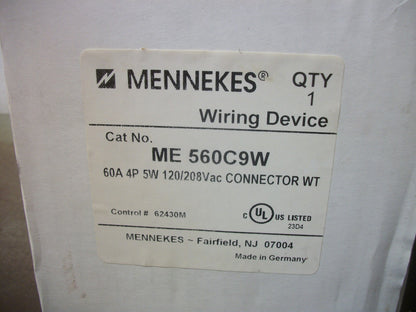 MENNEKES® QTY
1
Wiring Device
Cat No.
ME 560C9W
60A 4P 5W 120/208Vac CONNECTOR WT
Control # 62430M
C UL US LISTED
23D4
MENNEKES ~ Fairfield, NJ 07004
Made in Germany